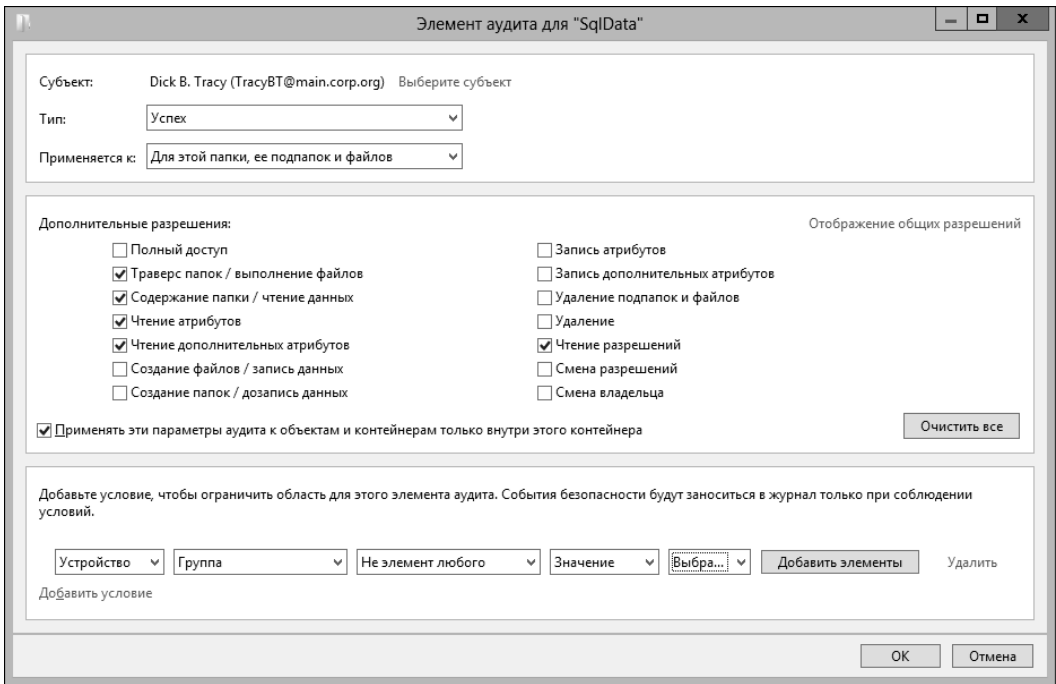 Элемент аудита для "SqlData"
Субъект: Dick B. Tracy (TracyBT@main.corp.org) Выберите субъект
Тип: Успех
Применяется к: Для этой папки, ее подпапок и файлов
Дополнительные разрешения: Отображение общих разрешений
Полный доступ Запись атрибутов
Траверс папок / выполнение файлов Запись дополнительных атрибутов
Содержание папки / чтение данных Удаление подпапок и файлов
Чтение атрибутов Удаление
Чтение дополнительных атрибутов Чтение разрешений
Создание файлов / запись данных Смена разрешений
Создание папок / дозапись данных Смена владельца
Применять эти параметры аудита к объектам и контейнерам только внутри этого контейнера Очистить все
Добавьте условие, чтобы ограничить область для этого элемента аудита. События безопасности будут заноситься в журнал только при соблюдении
условий.
Устройство Группа Не элемент любого Значение Выбра... Добавить элементы Удалить
Добавить условие
ОК Отмена